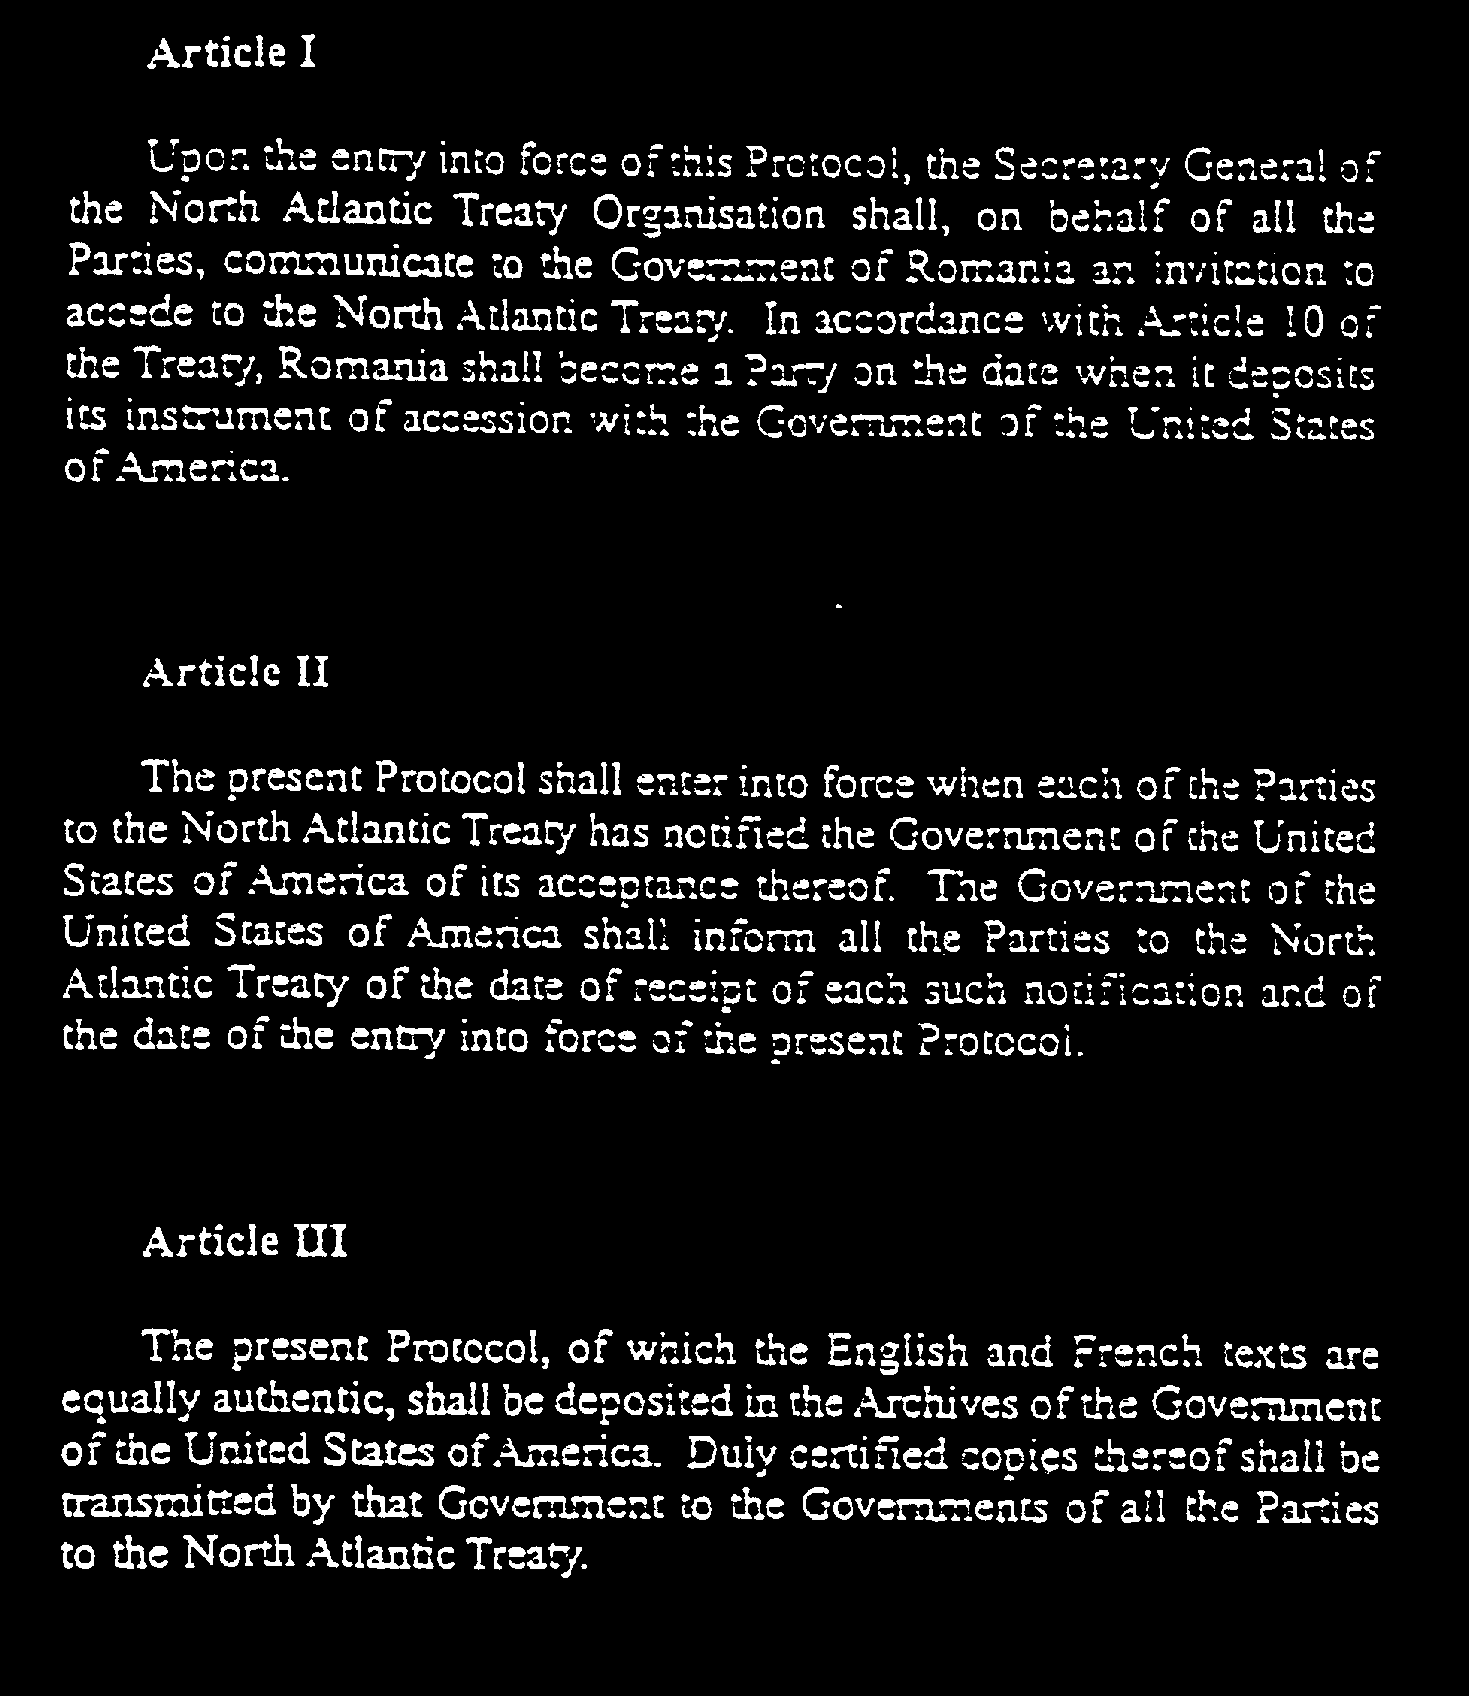 Article I
Upon the entry into force of this Protocol, the Secretary General of
the North Atlantic Treaty Organisation shall, on behalf of all the
Parties, communicate to the Government of Romania an invitation to
accede to the North Atlantic Treaty. In accordance with Article 10 of
the Treaty, Romania shall become a Party on the date when it deposits
its instrument of accession with the Government of the United States
of America.
Article II
The present Protocol shall enter into force when each of the Parties
to the North Atlantic Treaty has notified the Government of the United
States of America of its acceptance thereof. The Government of the
United States of America shall inform all the Parties to the North
Atlantic Treaty of the date of receipt of each such notification and of
the date of the entry into force of the present Protocol.
Article III
The present Protocol, of which the English and French texts are
equally authentic, shall be deposited in the Archives of the Government
of the United States of America. Duly certified copies thereof shall be
transmitted by that Government to the Governments of all the Parties
to the North Atlantic Treaty.